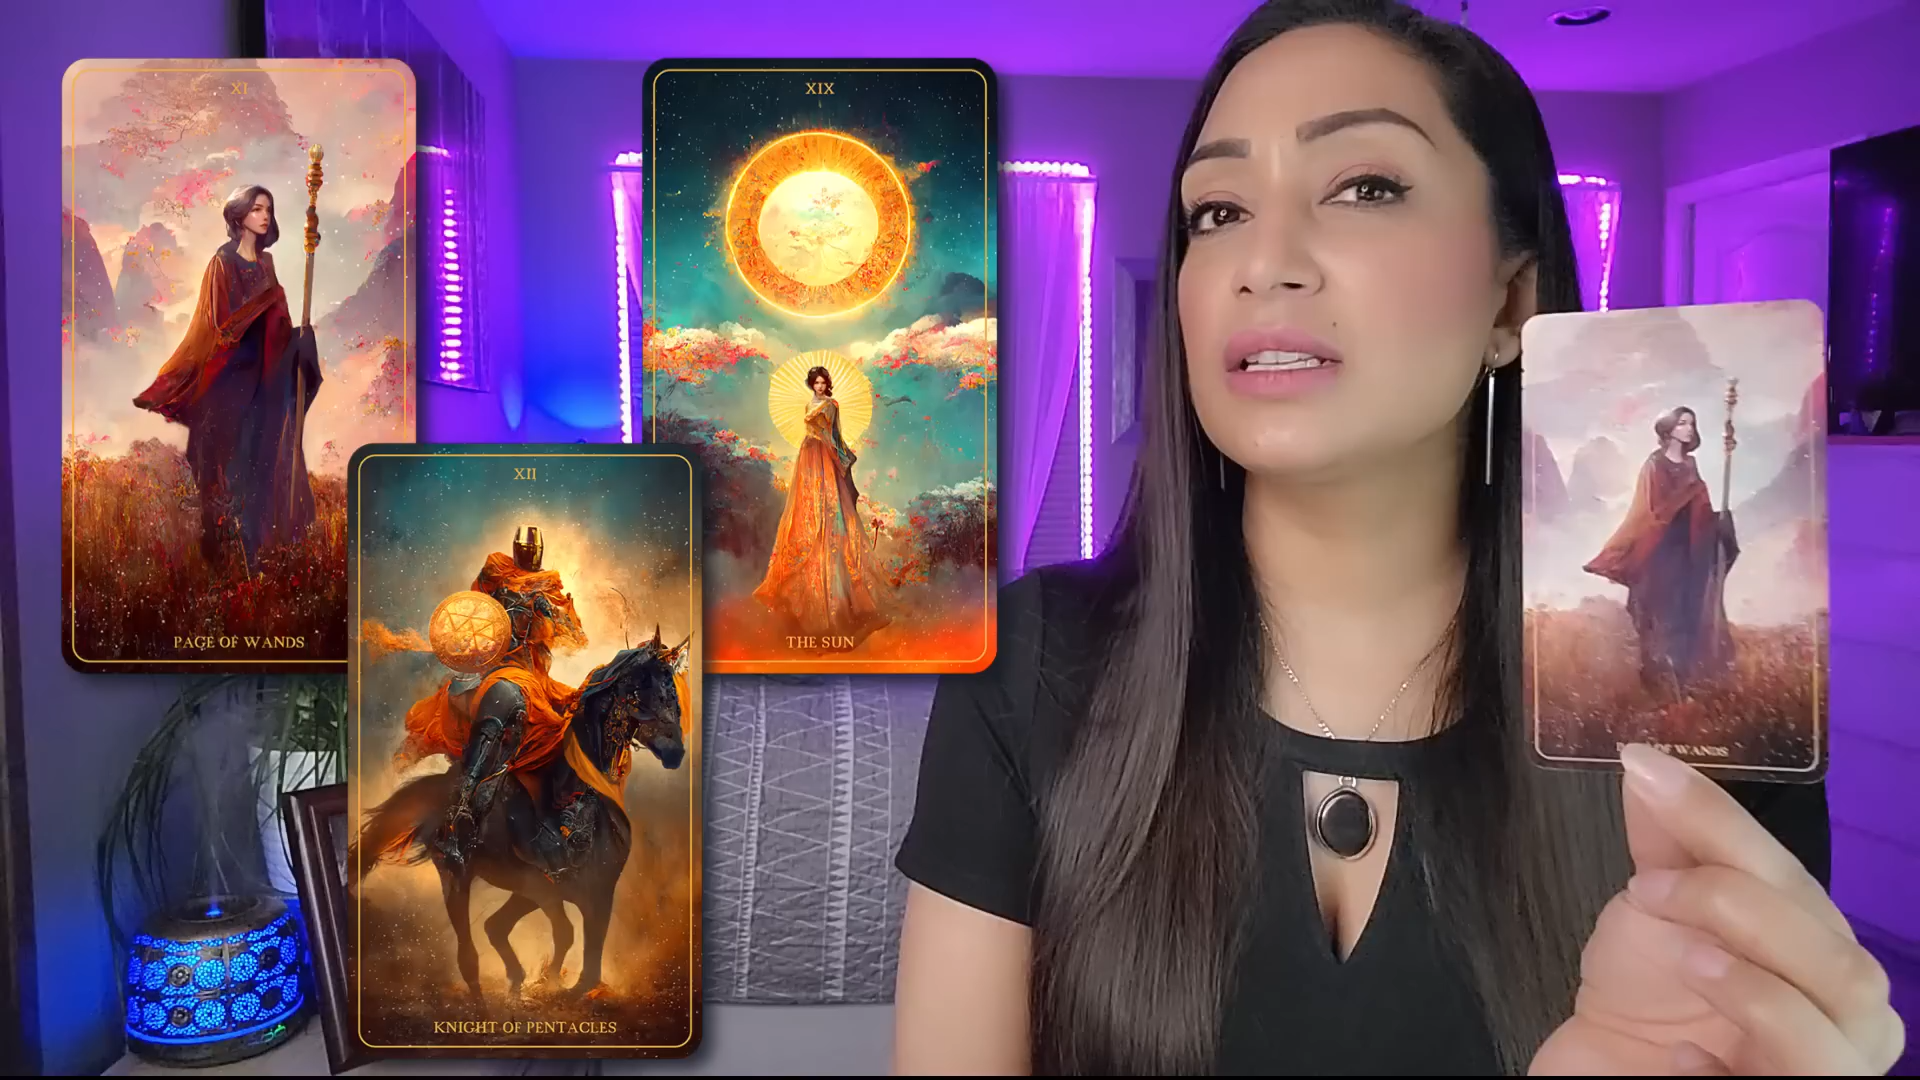 XI
PAGE OF WANDS
XII
KNIGHT OF PENTACLES
XIX
THE SUN
OF WANDS